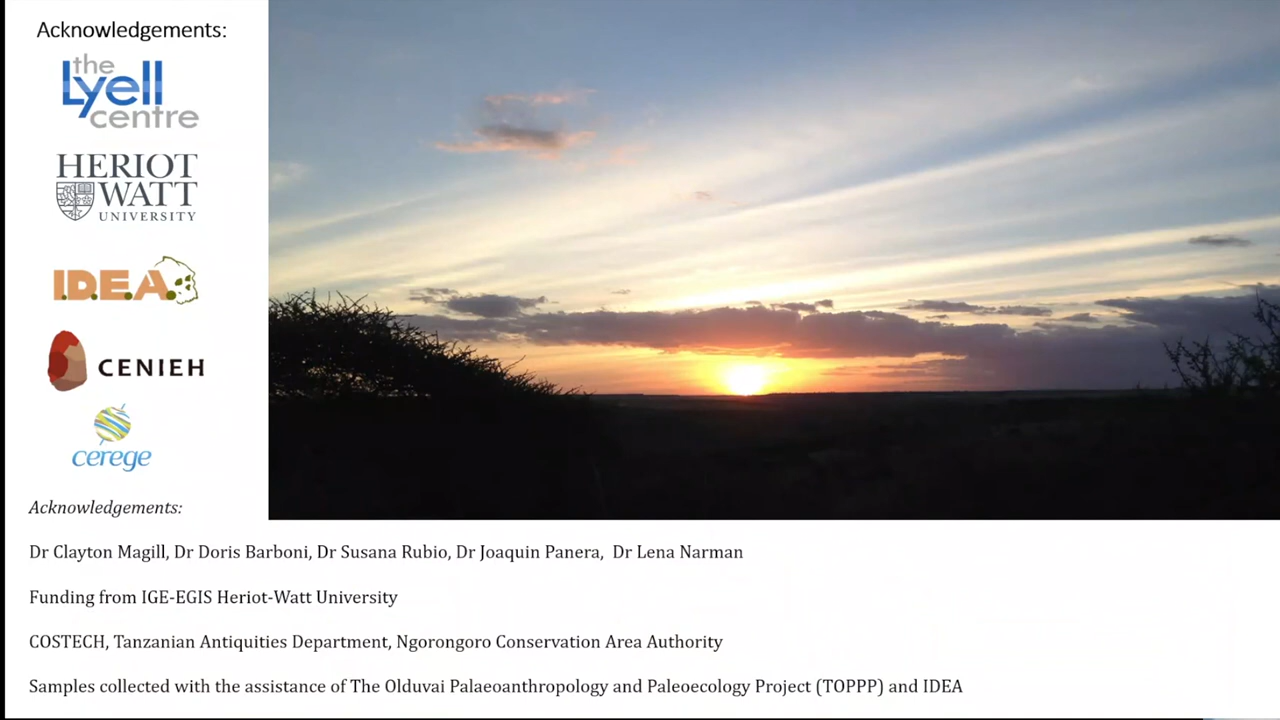 Acknowledgements:
the
Lyell
centre
HERIOT
WATT
UNIVERSITY
I.D.E.A.
CENIEH
cerege
Acknowledgements:
Dr Clayton Magill, Dr Doris Barboni, Dr Susana Rubio, Dr Joaquin Panera,  Dr Lena Narman
Funding from IGE-EGIS Heriot-Watt University
COSTECH, Tanzanian Antiquities Department, Ngorongoro Conservation Area Authority
Samples collected with the assistance of The Olduvai Palaeoanthropology and Paleoecology Project (TOPPP) and IDEA